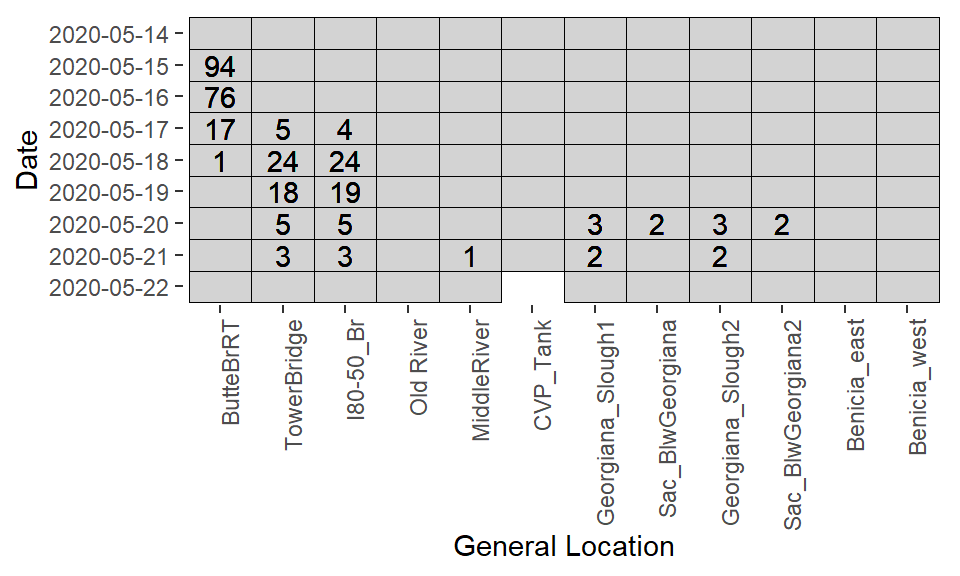 2020-05-14
2020-05-15 94
2020-05-16 76
2020-05-17 17 5 4
2020-05-18 1 24 24
2020-05-19 18 19
2020-05-20 5 5 3 2 3 2
2020-05-21 3 3 1 2 2
2020-05-22
Date
ButteBrRT
TowerBridge
I80-50_Br
Old River
MiddleRiver
CVP_Tank
Georgiana_Slough1
Sac_BlwGeorgiana
Georgiana_Slough2
Sac_BlwGeorgiana2
Benicia_east
Benicia_west
General Location